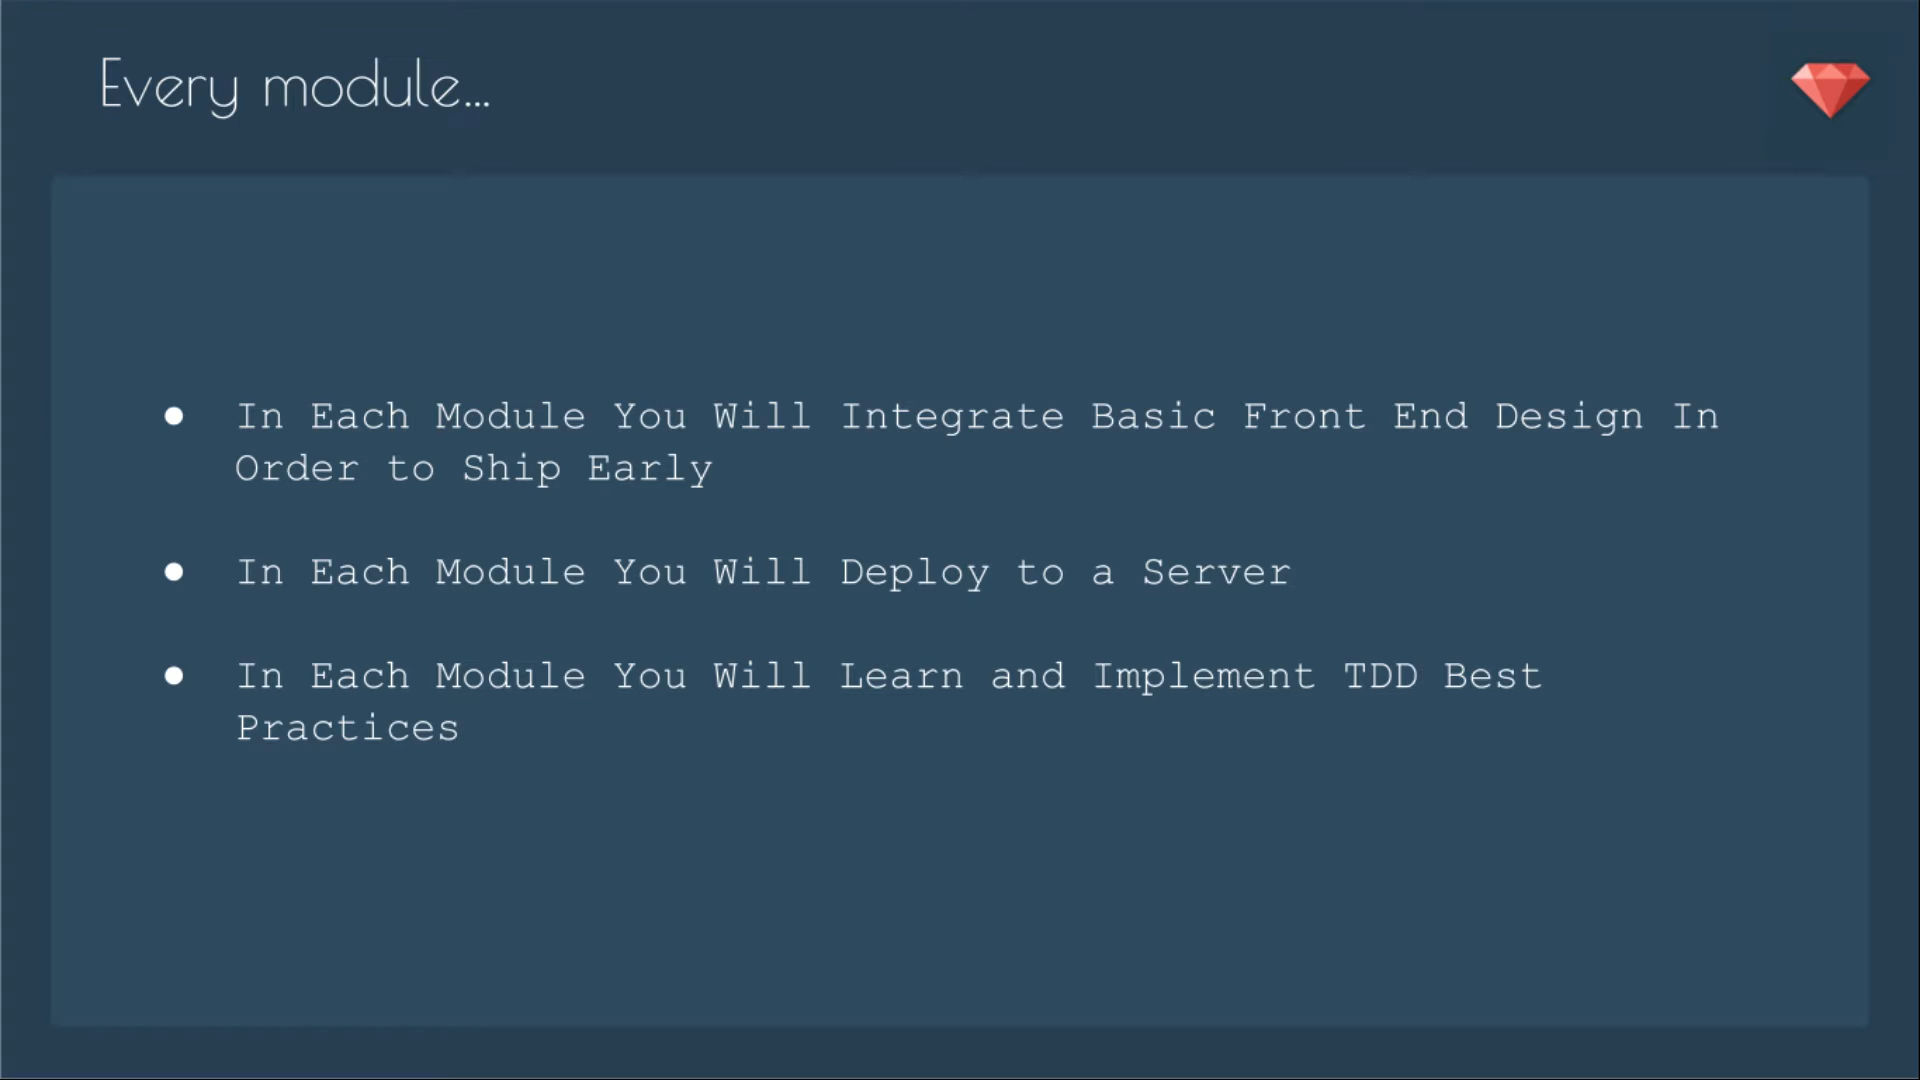 Every module...
● In Each Module You Will Integrate Basic Front End Design In
Order to Ship Early
● In Each Module You Will Deploy to a Server
● In Each Module You Will Learn and Implement TDD Best
Practices